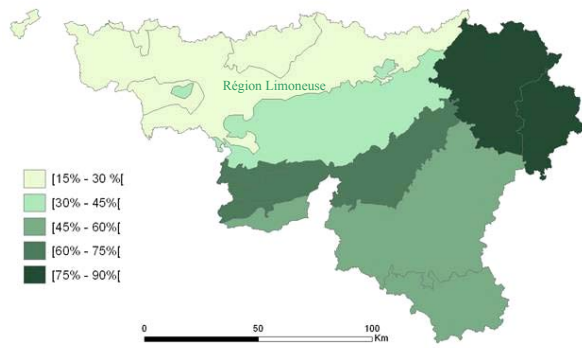 Région Limoneuse
[15% - 30 %[
[30% - 45%[
[45% - 60%[
[60% - 75%[
[75% - 90%[
0 50 100
Km